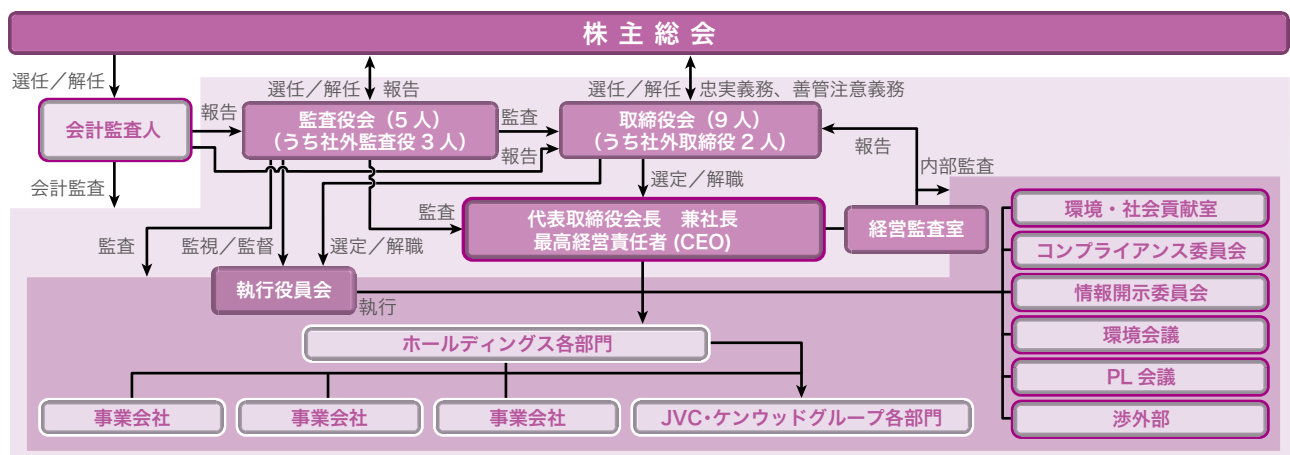 株主総会
選任／解任
選任／解任 報告
選任／解任 忠実義務、善管注意義務
会計監査人
報告
監査役会（5人）
（うち社外監査役3人）
監査
報告
取締役会（9人）
（うち社外取締役2人）
報告
内部監査
会計監査
選定／解職
監査
代表取締役会長　兼社長
最高経営責任者(CEO)
経営監査室
監査
監視／監督
選定／解職
執行役員会
執行
環境・社会貢献室
コンプライアンス委員会
情報開示委員会
環境会議
PL会議
渉外部
ホールディングス各部門
事業会社
事業会社
事業会社
JVC・ケンウッドグループ各部門